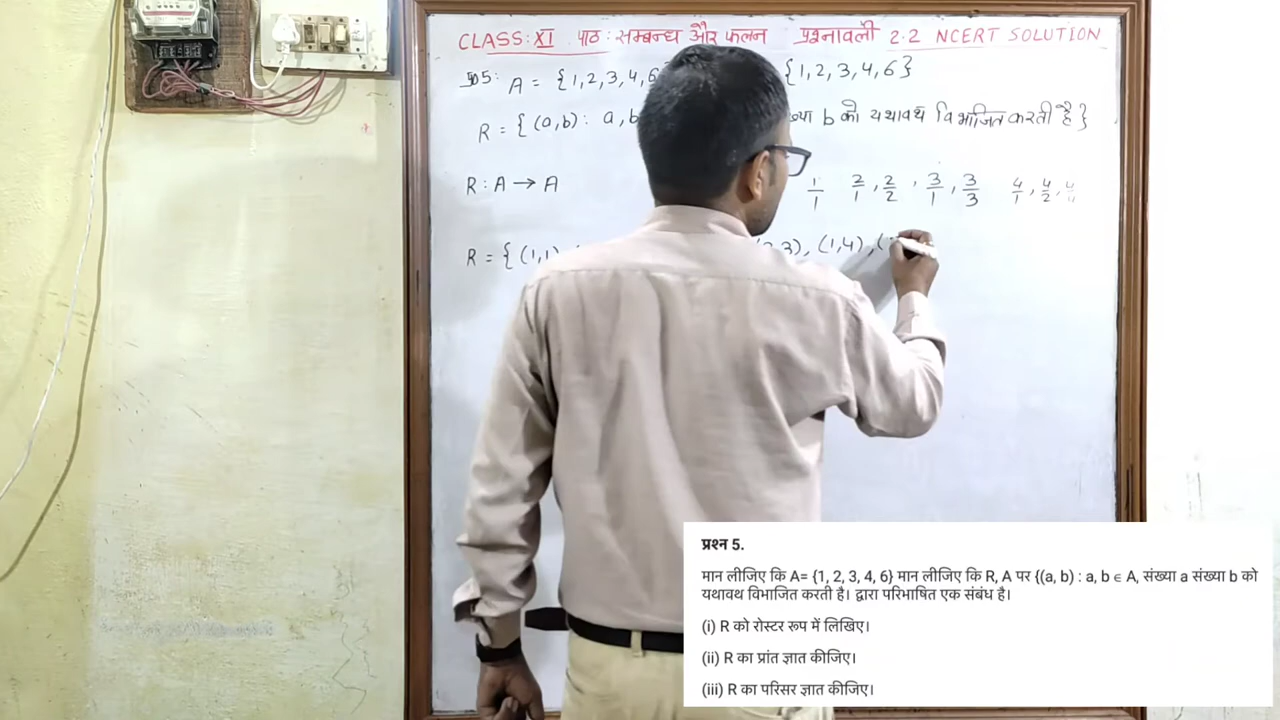 CLASS: XI पाठ: सम्बन्ध और फलन प्रश्नावली 2.2 NCERT SOLUTION
5: A = {1,2,3,4,6 {1,2,3,4,6}
R = {(a,b): a,b b को यथावथ विभाजित करती है}
R : A → A 1/1 2/1, 2/2, 3/1, 3/3 4/1, 4/2,
R = {(1,1) 3), (1,4), (
प्रश्न 5.
मान लीजिए कि A= {1, 2, 3, 4, 6} मान लीजिए कि R, A पर {(a, b) : a, b ∈ A, संख्या a संख्या b को
यथावथ विभाजित करती है। द्वारा परिभाषित एक संबंध है।
(i) R को रोस्टर रूप में लिखिए।
(ii) R का प्रांत ज्ञात कीजिए।
(iii) R का परिसर ज्ञात कीजिए।